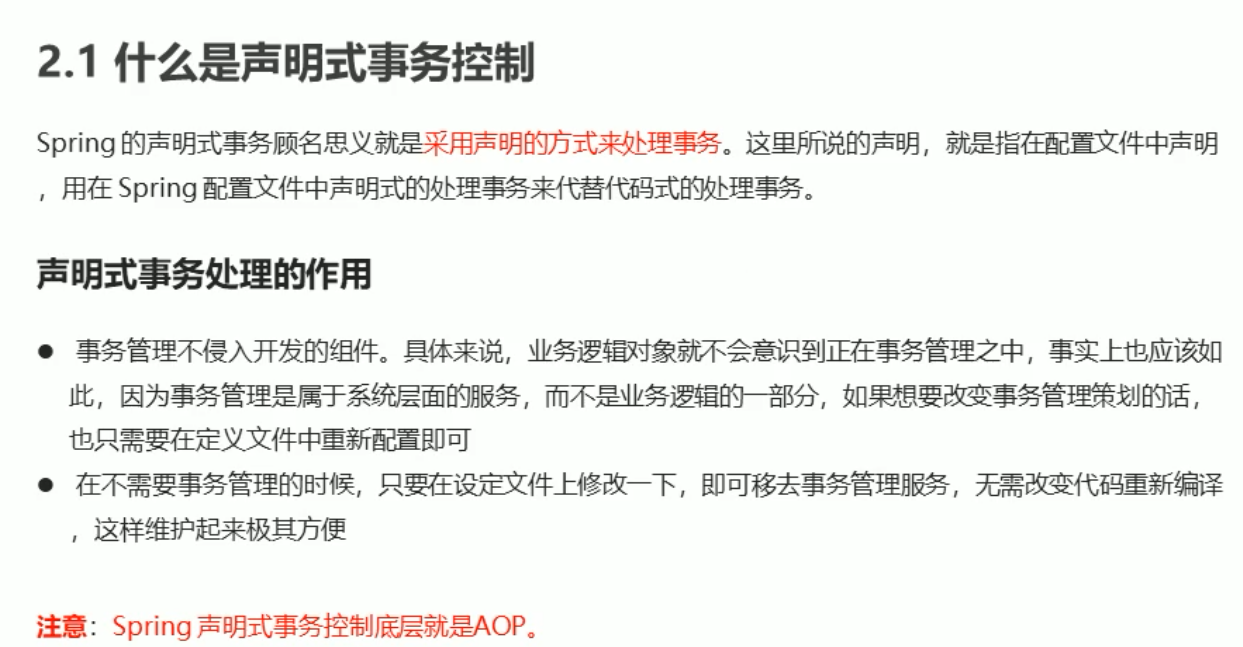 2.1 什么是声明式事务控制
Spring 的声明式事务顾名思义就是采用声明的方式来处理事务。这里所说的声明，就是指在配置文件中声明
，用在 Spring 配置文件中声明式的处理事务来代替代码式的处理事务。
声明式事务处理的作用
● 事务管理不侵入开发的组件。具体来说，业务逻辑对象就不会意识到正在事务管理之中，事实上也应该如
此，因为事务管理是属于系统层面的服务，而不是业务逻辑的一部分，如果想要改变事务管理策划的话，
也只需要在定义文件中重新配置即可
● 在不需要事务管理的时候，只要在设定文件上修改一下，即可移去事务管理服务，无需改变代码重新编译
，这样维护起来极其方便
注意：Spring 声明式事务控制底层就是AOP。